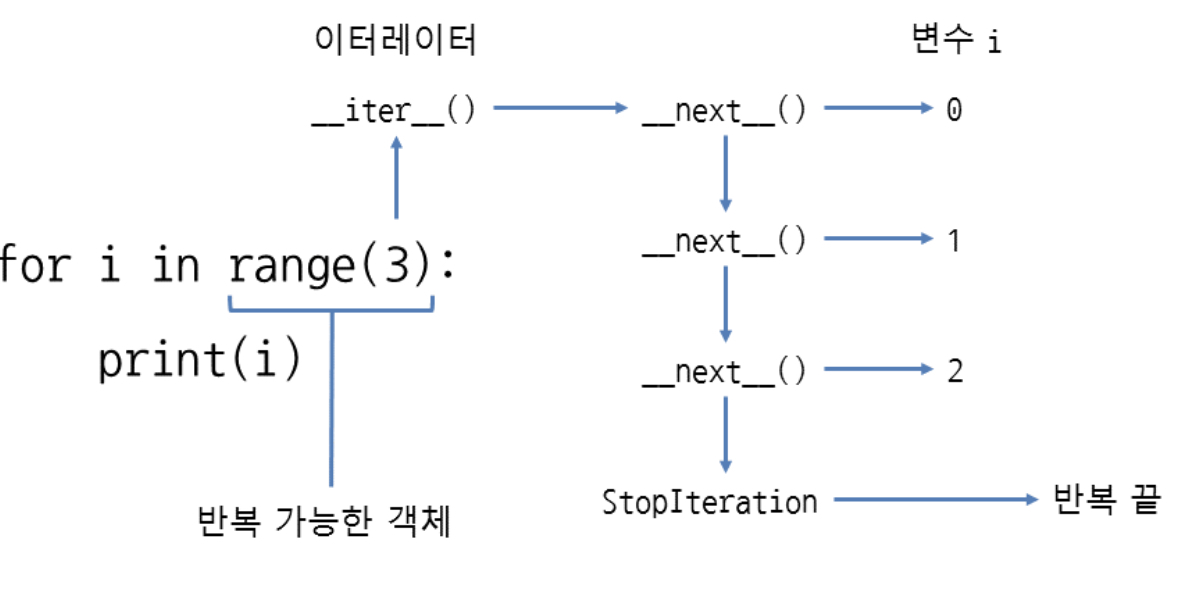 이터레이터
변수 i
__iter__()
__next__()
0
for i in range(3):
print(i)
__next__()
1
__next__()
2
StopIteration
반복 끝
반복 가능한 객체